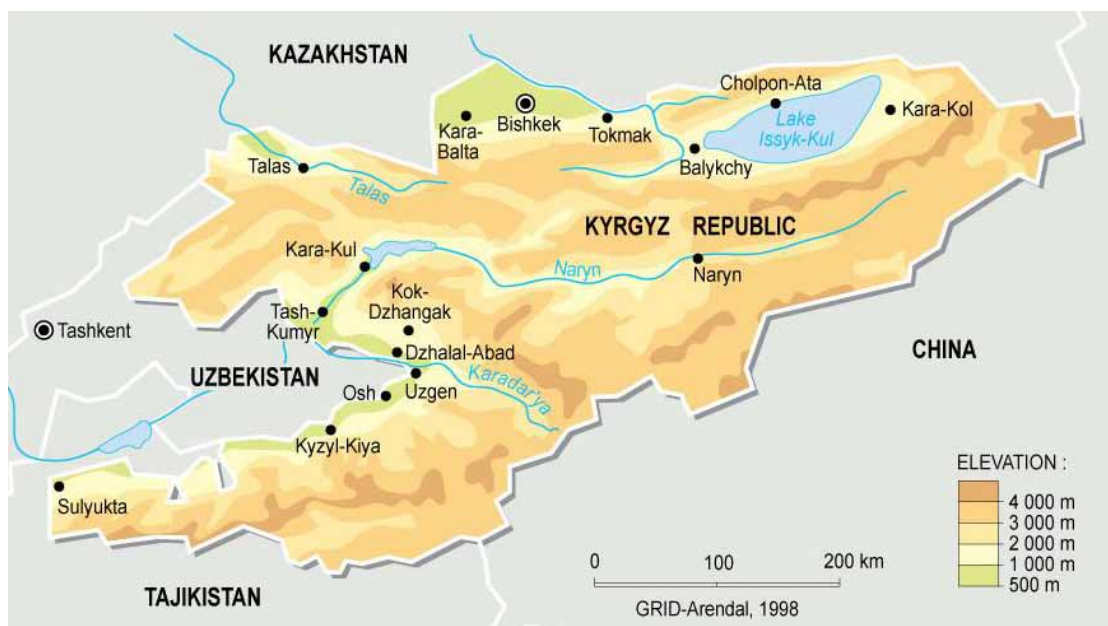 KAZAKHSTAN
Cholpon-Ata
Kara-Kol
Lake
Issyk-Kul
Bishkek
Kara-
Balta
Tokmak
Balykchy
Talas
Talas
KYRGYZ REPUBLIC
Kara-Kul
Naryn
Naryn
Kok-
Dzhangak
Tash-
Kumyr
Tashkent
Dzhalal-Abad
CHINA
UZBEKISTAN
Karadar'ya
Osh
Uzgen
Kyzyl-Kiya
Sulyukta
TAJIKISTAN
ELEVATION :
4 000 m
3 000 m
2 000 m
1 000 m
500 m
0 100 200 km
GRID-Arendal, 1998